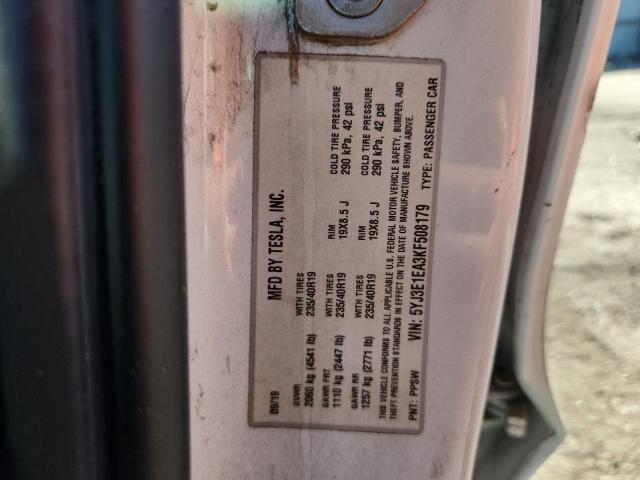 MFD BY TESLA, INC.
09/19
GVWR WITH TIRES RIM COLD TIRE PRESSURE
2060 kg (4541 lb) 235/40R19 19X8.5 J 290 kPa, 42 psi
GAWR FRT WITH TIRES
1110 kg (2447 lb) 235/40R19
GAWR RR WITH TIRES RIM COLD TIRE PRESSURE
1257 kg (2771 lb) 235/40R19 19X8.5 J 290 kPa, 42 psi
THIS VEHICLE CONFORMS TO ALL APPLICABLE U.S. FEDERAL MOTOR VEHICLE SAFETY, BUMPER, AND
THEFT PREVENTION STANDARDS IN EFFECT ON THE DATE OF MANUFACTURE SHOWN ABOVE.
VIN: 5YJ3E1EA3KF508179
PNT: PPSW TYPE: PASSENGER CAR